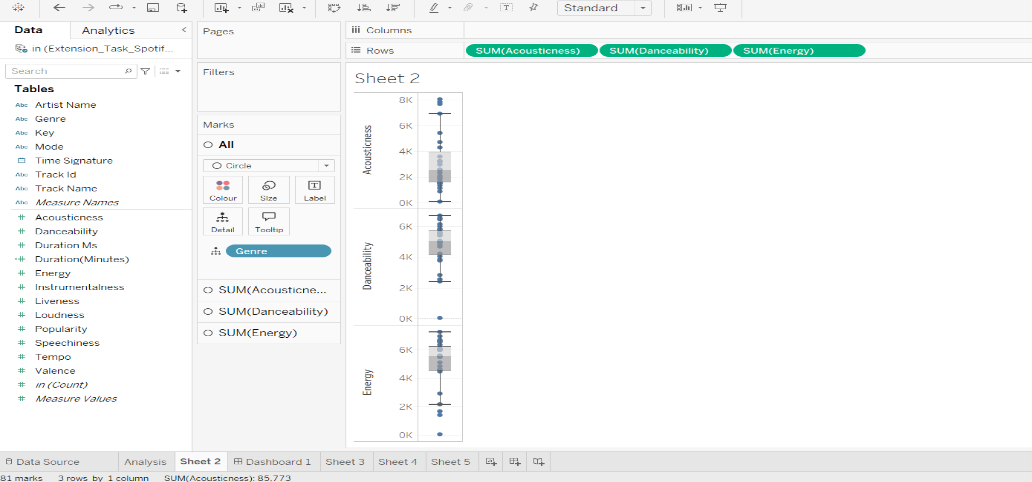 Standard
Data
Analytics
in (Extension_Task_Spotif...
Search
Tables
Abc Artist Name
Abc Genre
Abc Key
Abc Mode
Time Signature
Abc Track Id
Abc Track Name
Abc Measure Names
# Acousticness
# Danceability
# Duration Ms
# Duration(Minutes)
# Energy
# Instrumentalness
# Liveness
# Loudness
# Popularity
# Speechiness
# Tempo
# Valence
# in (Count)
# Measure Values
Pages
Filters
Marks
All
Circle
Colour Size Label
Detail Tooltip
Genre
SUM(Acousticne...
SUM(Danceability)
SUM(Energy)
Columns
Rows SUM(Acousticness) SUM(Danceability) SUM(Energy)
Sheet 2
Acousticness
8K
6K
4K
2K
0K
Danceability
6K
4K
2K
0K
Energy
6K
4K
2K
0K
Data Source Analysis Sheet 2 Dashboard 1 Sheet 3 Sheet 4 Sheet 5
81 marks 3 rows by 1 column SUM(Acousticness): 85.773